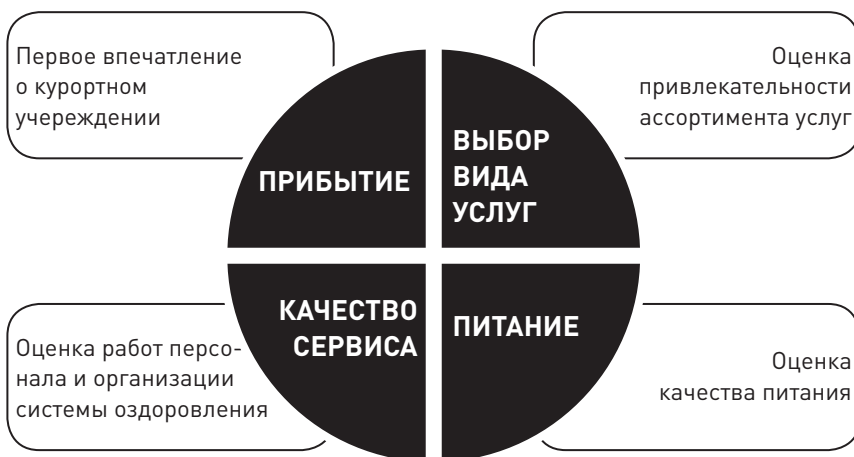 Первое впечатление
о курортном
учереждении
Оценка
привлекательности
ассортимента услуг
ПРИБЫТИЕ
ВЫБОР
ВИДА
УСЛУГ
КАЧЕСТВО
СЕРВИСА
ПИТАНИЕ
Оценка работ персо-
нала и организации
системы оздоровления
Оценка
качества питания